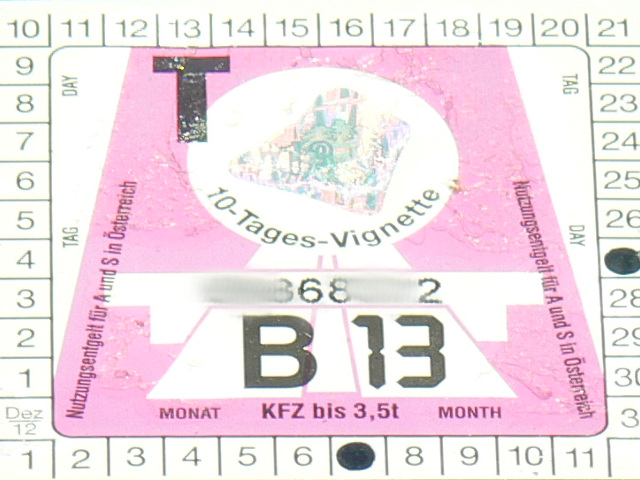 10 11 12 13 14 15 16 17 18 19 20 21
9 DAY T TAG 22
8 23
7 24
6 10-Tages-Vignette 25
5 TAG Nutzungsentgelt für A und S in Österreich Nutzungsentgelt für A und S in Österreich DAY 26
4
3 868 2 28
2 B 13 29
1 30
Dez 12 MONAT KFZ bis 3,5t MONTH 3
1 2 3 4 5 6 8 9 10 11